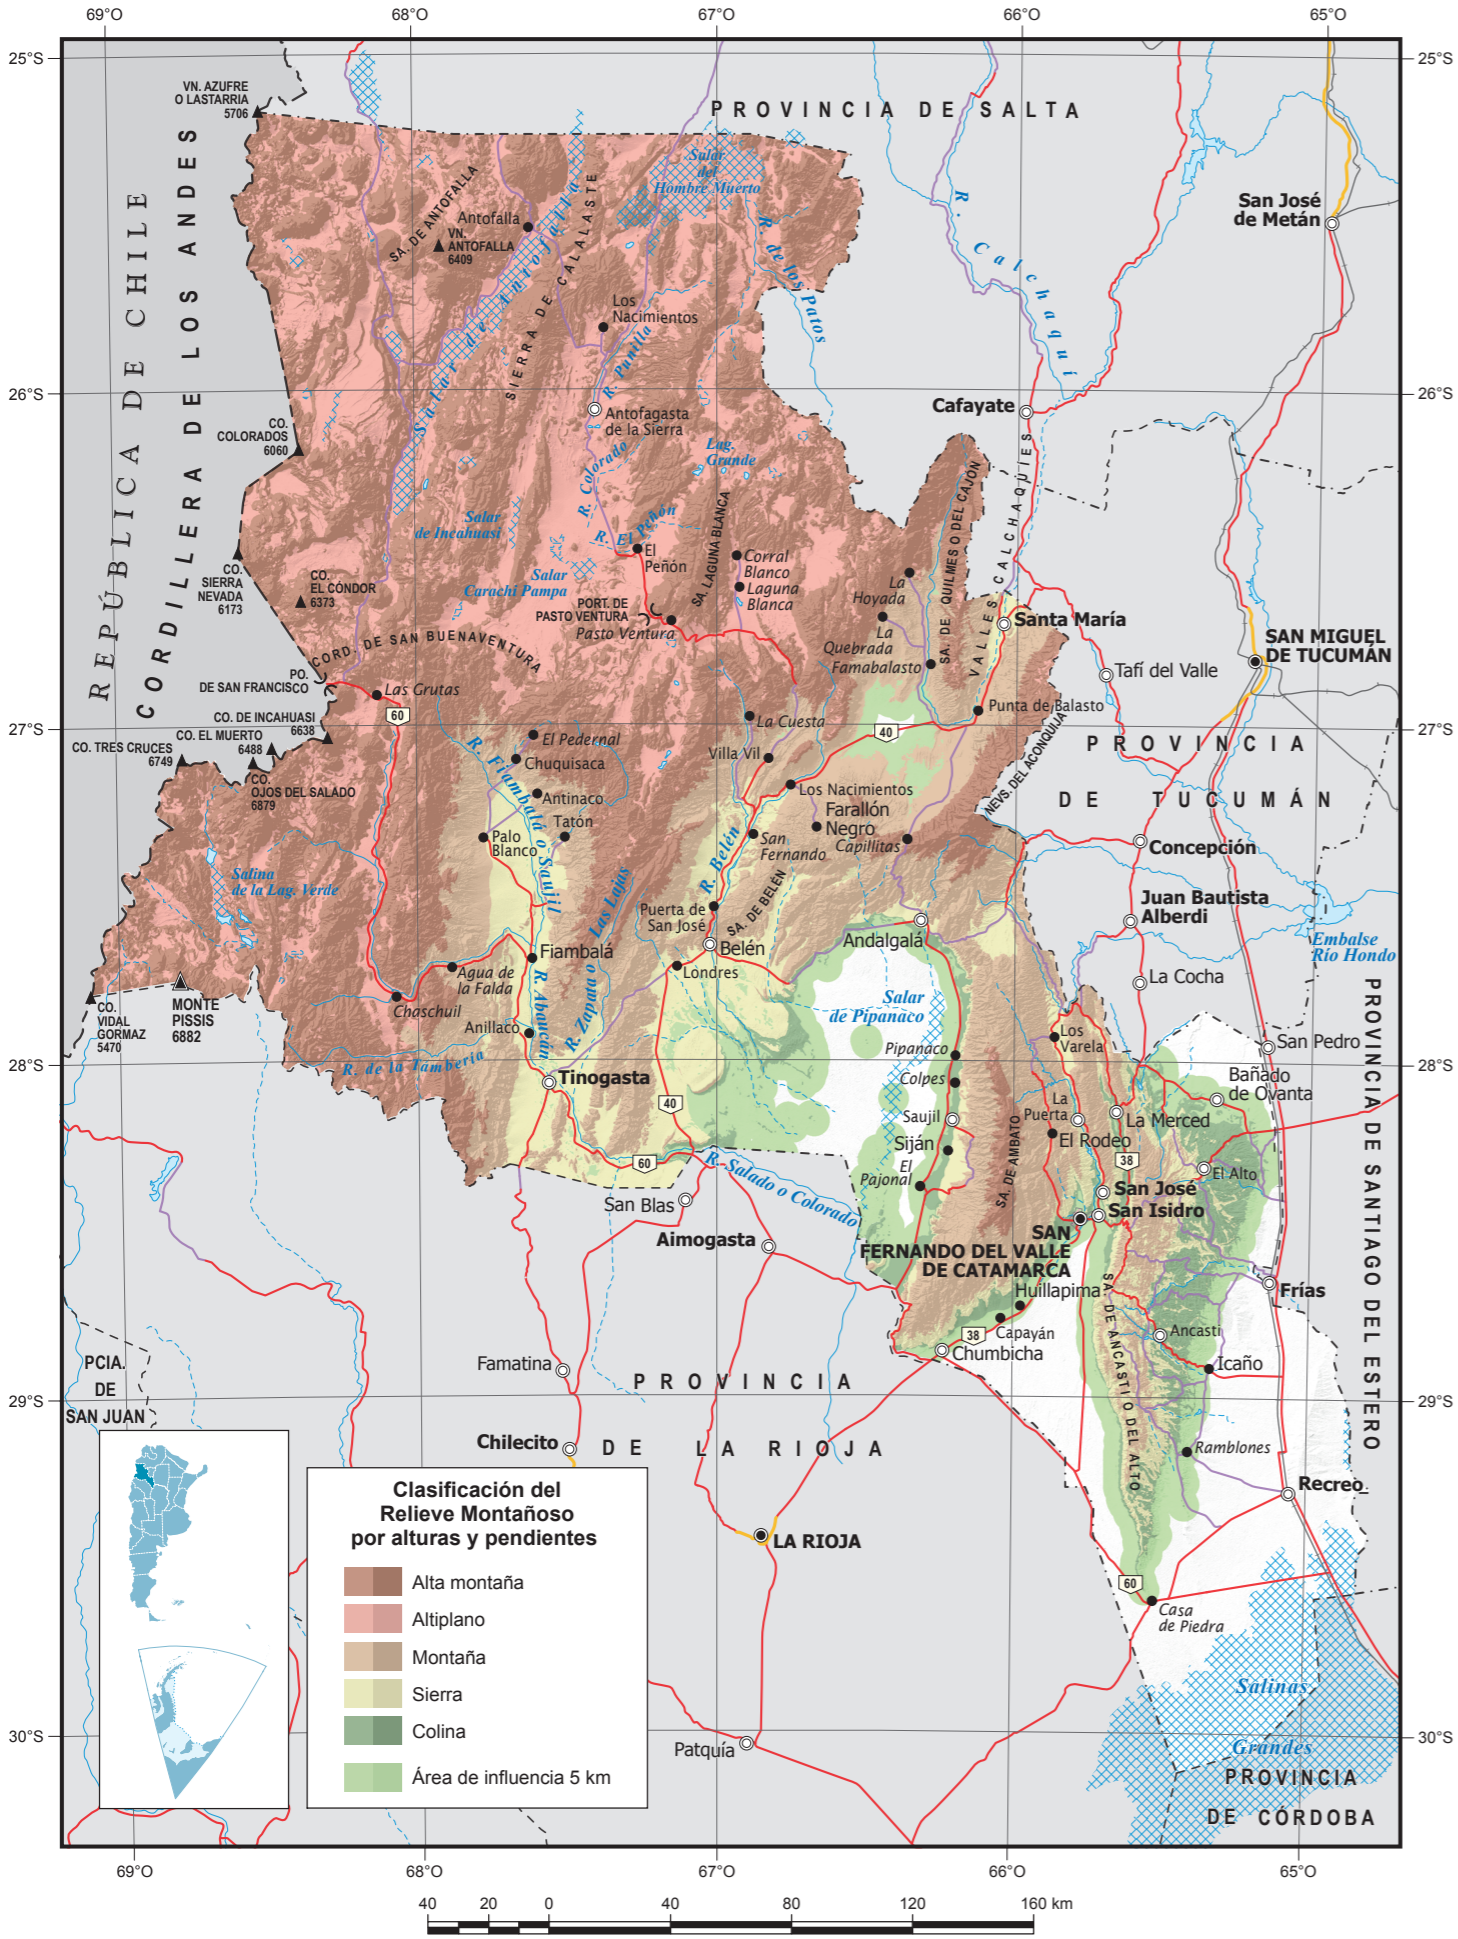 69°O
68°O
67°O
66°O
65°O
25°S
25°S
VN. AZUFRE
O LASTARRIA
5706
PROVINCIA DE SALTA
REPÚBLICA DE CHILE
CORDILLERA DE LOS ANDES
Salar
del
Hombre Muerto
SA. DE ANTOFALLA
Antofalla
VN.
ANTOFALLA
6409
Salar de Antofalla
SIERRA DE CALALASTE
R. de los Patos
R. Calchaquí
San José
de Metán
Los
Nacimientos
R. Punilla
26°S
26°S
Antofagasta
de la Sierra
Cafayate
CO.
COLORADOS
6060
R. Colorado
Lag.
Grande
Salar
de Incahuasi
R. El Peñón
El
Peñón
SA. LAGUNA BLANCA
Corral
Blanco
Laguna
Blanca
SA. DE QUILMES O DEL CAJÓN
VALLES CALCHAQUÍES
CO.
SIERRA
NEVADA
6173
CO.
EL CÓNDOR
6373
Salar
Carachi Pampa
PORT. DE
PASTO VENTURA
Pasto Ventura
La
Hoyada
La
Quebrada
Famabalasto
Santa María
SAN MIGUEL
DE TUCUMÁN
Tafí del Valle
CORD. DE SAN BUENAVENTURA
PO.
DE SAN FRANCISCO
Las Grutas
60
Punta de Balasto
27°S
27°S
CO. DE INCAHUASI
6638
CO. EL MUERTO
6488
CO. TRES CRUCES
6749
CO.
OJOS DEL SALADO
6879
La Cuesta
40
El Pedernal
Chuquisaca
Villa Vil
NEVS. DEL ACONQUIJA
PROVINCIA
DE TUCUMÁN
R. Fiambalá o Saujil
Antinaco
Tatón
Palo
Blanco
Los Nacimientos
Farallón
Negro
San
Fernando
Capillitas
R. Belén
Concepción
Salina
de la Lag. Verde
R. Zapata o Las Lajas
SA. DE BELÉN
Puerta de
San José
Belén
Andalgalá
Juan Bautista
Alberdi
Embalse
Río Hondo
Fiambalá
Agua de
la Falda
Londres
La Cocha
Chaschuil
R. Abaucán
Anillaco
CO.
VIDAL
GORMAZ
5470
MONTE
PISSIS
6882
Salar
de Pipanaco
PROVINCIA DE SANTIAGO DEL ESTERO
Los
Varela
San Pedro
28°S
28°S
R. de la Tamberia
Tinogasta
Pipanaco
Colpes
Bañado
de Ovanta
40
Saujil
La
Puerta
La Merced
Siján
El Rodeo
SA. DE AMBATO
38
60
El
Pajonal
El Alto
R. Salado o Colorado
San Blas
San José
San Isidro
Aimogasta
SAN
FERNANDO DEL VALLE
DE CATAMARCA
Huillapima
Frías
SA. DE ANCASTI O DEL ALTO
38
Capayán
Chumbicha
Ancasti
Icaño
PCIA.
DE
SAN JUAN
Famatina
PROVINCIA
DE LA RIOJA
29°S
29°S
Chilecito
Ramblones
Recreo
Clasificación del
Relieve Montañoso
por alturas y pendientes
Alta montaña
Altiplano
Montaña
Sierra
Colina
Área de influencia 5 km
LA RIOJA
60
Casa
de Piedra
Salinas
Grandes
30°S
30°S
Patquía
PROVINCIA
DE CÓRDOBA
69°O
68°O
67°O
66°O
65°O
40
20
0
40
80
120
160 km